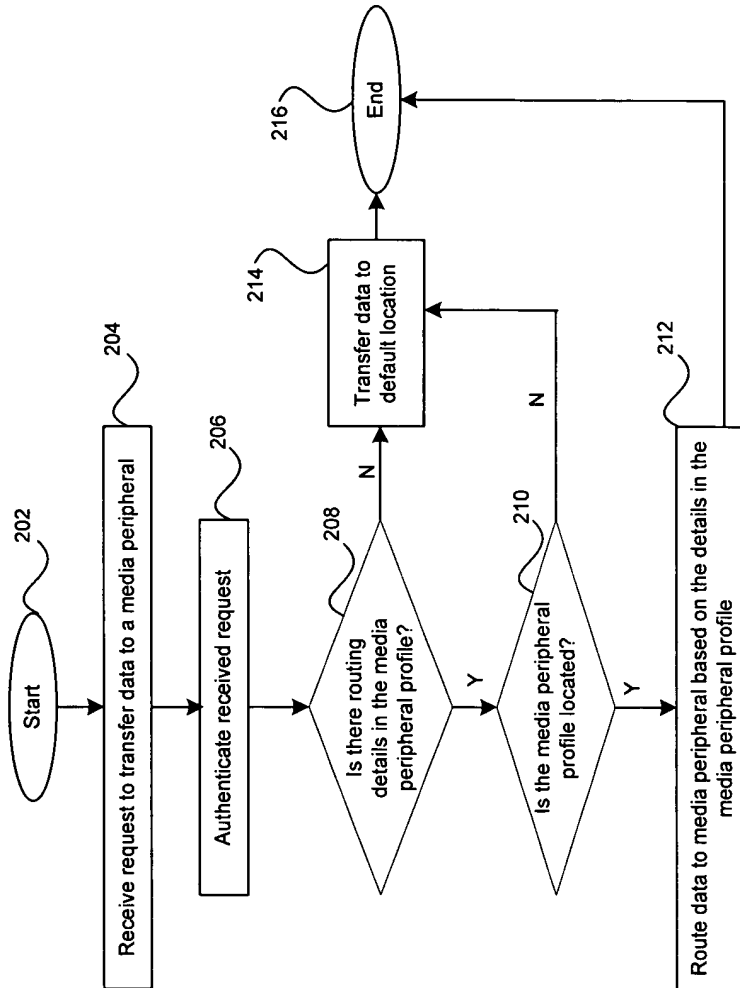 202
Start
204
Receive request to transfer data to a media peripheral
206
Authenticate received request
208
Is there routing
details in the media
peripheral profile?
N
Y
214
Transfer data to
default location
216
End
210
Is the media peripheral
profile located?
N
Y
212
Route data to media peripheral based on the details in the
media peripheral profile